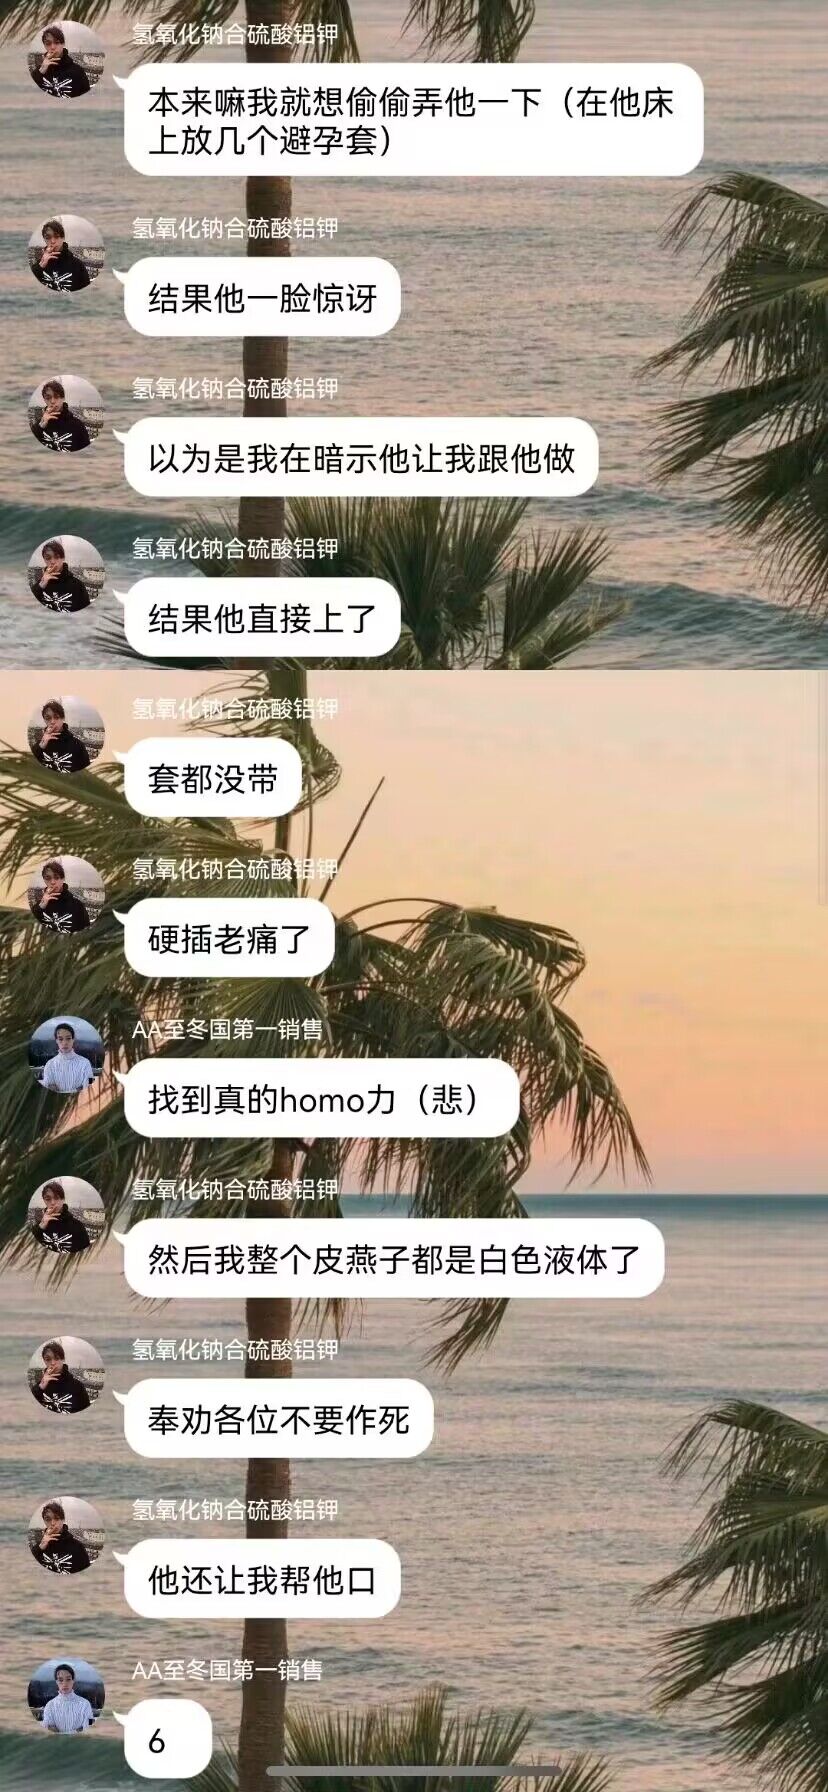 氢氧化钠合硫酸铝钾
本来嘛我就想偷偷弄他一下（在他床
上放几个避孕套）
氢氧化钠合硫酸铝钾
结果他一脸惊讶
氢氧化钠合硫酸铝钾
以为是我在暗示他让我跟他做
氢氧化钠合硫酸铝钾
结果他直接上了
氢氧化钠合硫酸铝钾
套都没带
氢氧化钠合硫酸铝钾
硬插老痛了
AA至冬国第一销售
找到真的homo力（悲）
氢氧化钠合硫酸铝钾
然后我整个皮燕子都是白色液体了
氢氧化钠合硫酸铝钾
奉劝各位不要作死
氢氧化钠合硫酸铝钾
他还让我帮他口
AA至冬国第一销售
6